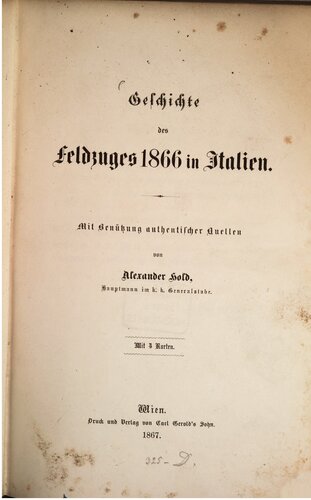 Geschichte
des
Feldzuges 1866 in Italien.
Mit Benützung authentischer Quellen
von
Alexander Hold,
Hauptmann im k. k. Generalstabe.
Mit 3 Karten.
Wien.
Druck und Verlag von Carl Gerold's Sohn.
1867.
325 - D.